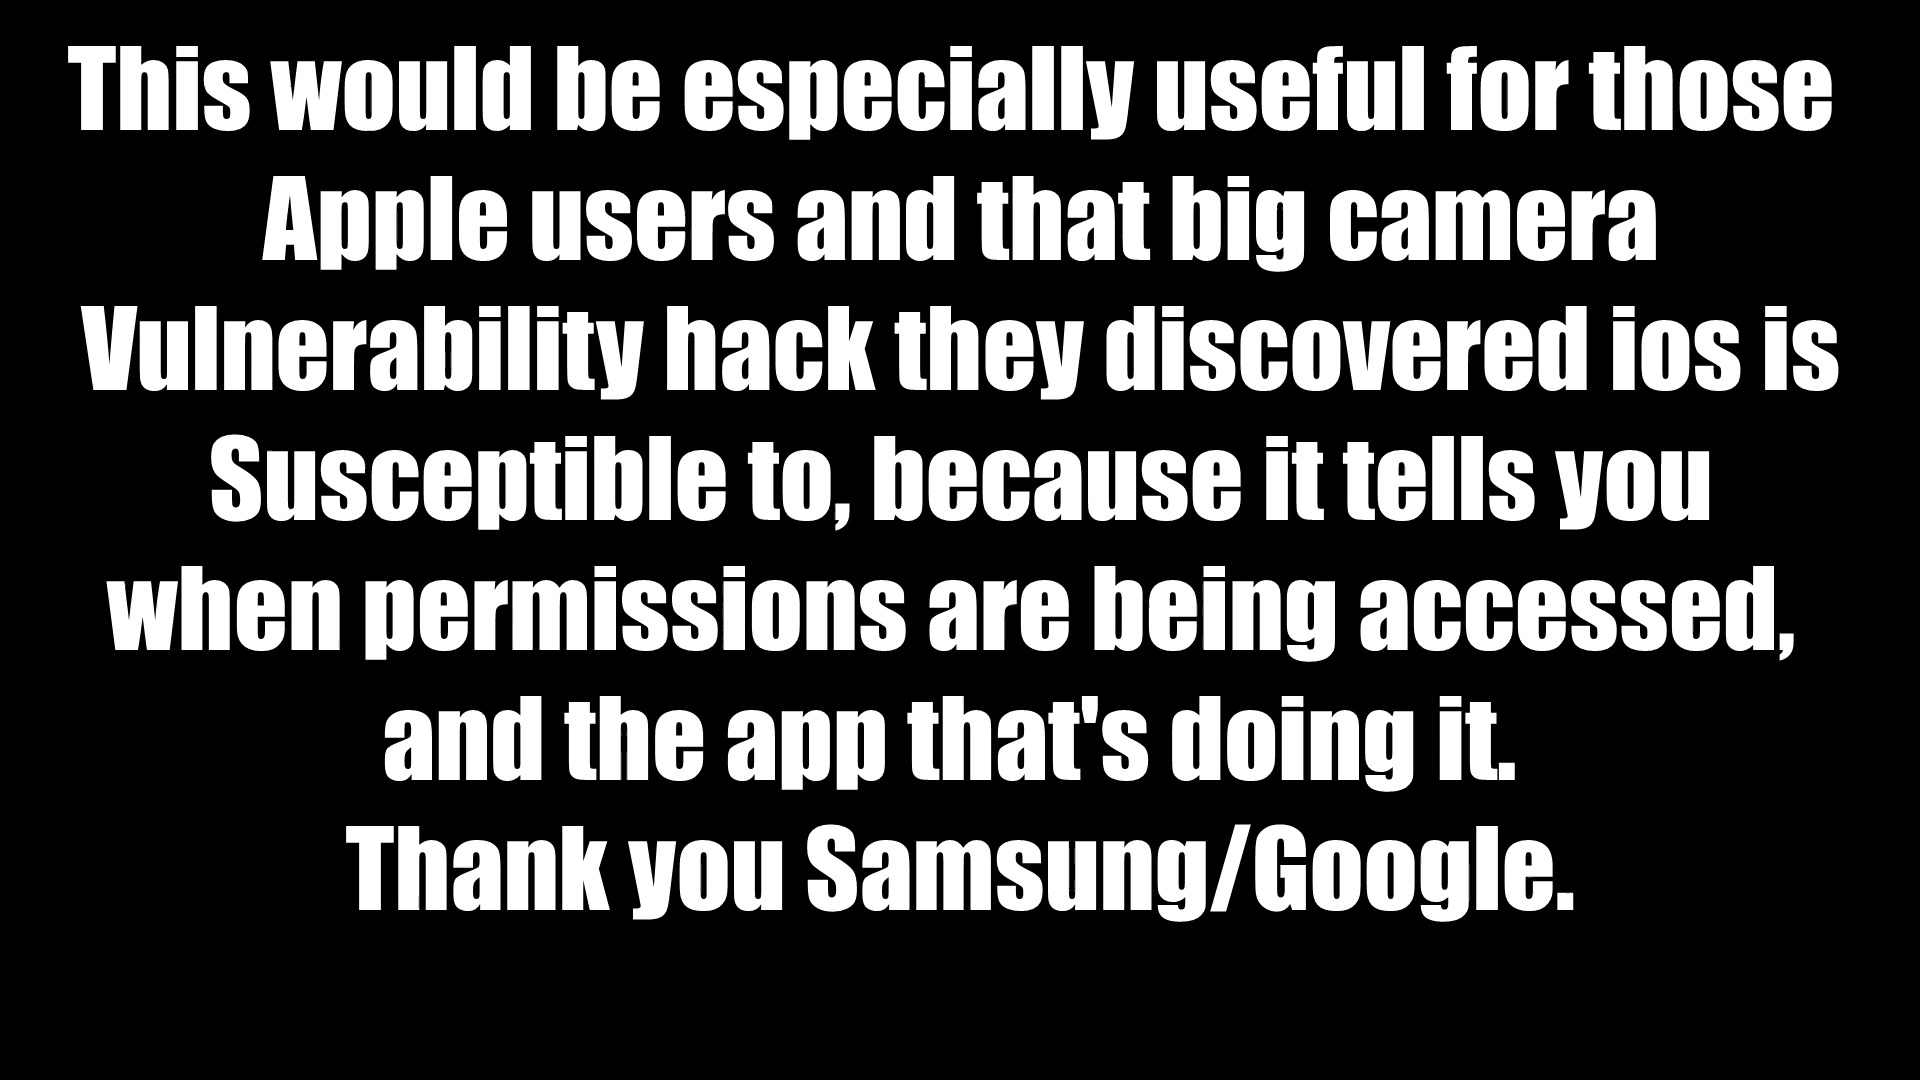 This would be especially useful for those
Apple users and that big camera
Vulnerability hack they discovered ios is
Susceptible to, because it tells you
when permissions are being accessed,
and the app that's doing it.
Thank you Samsung/Google.